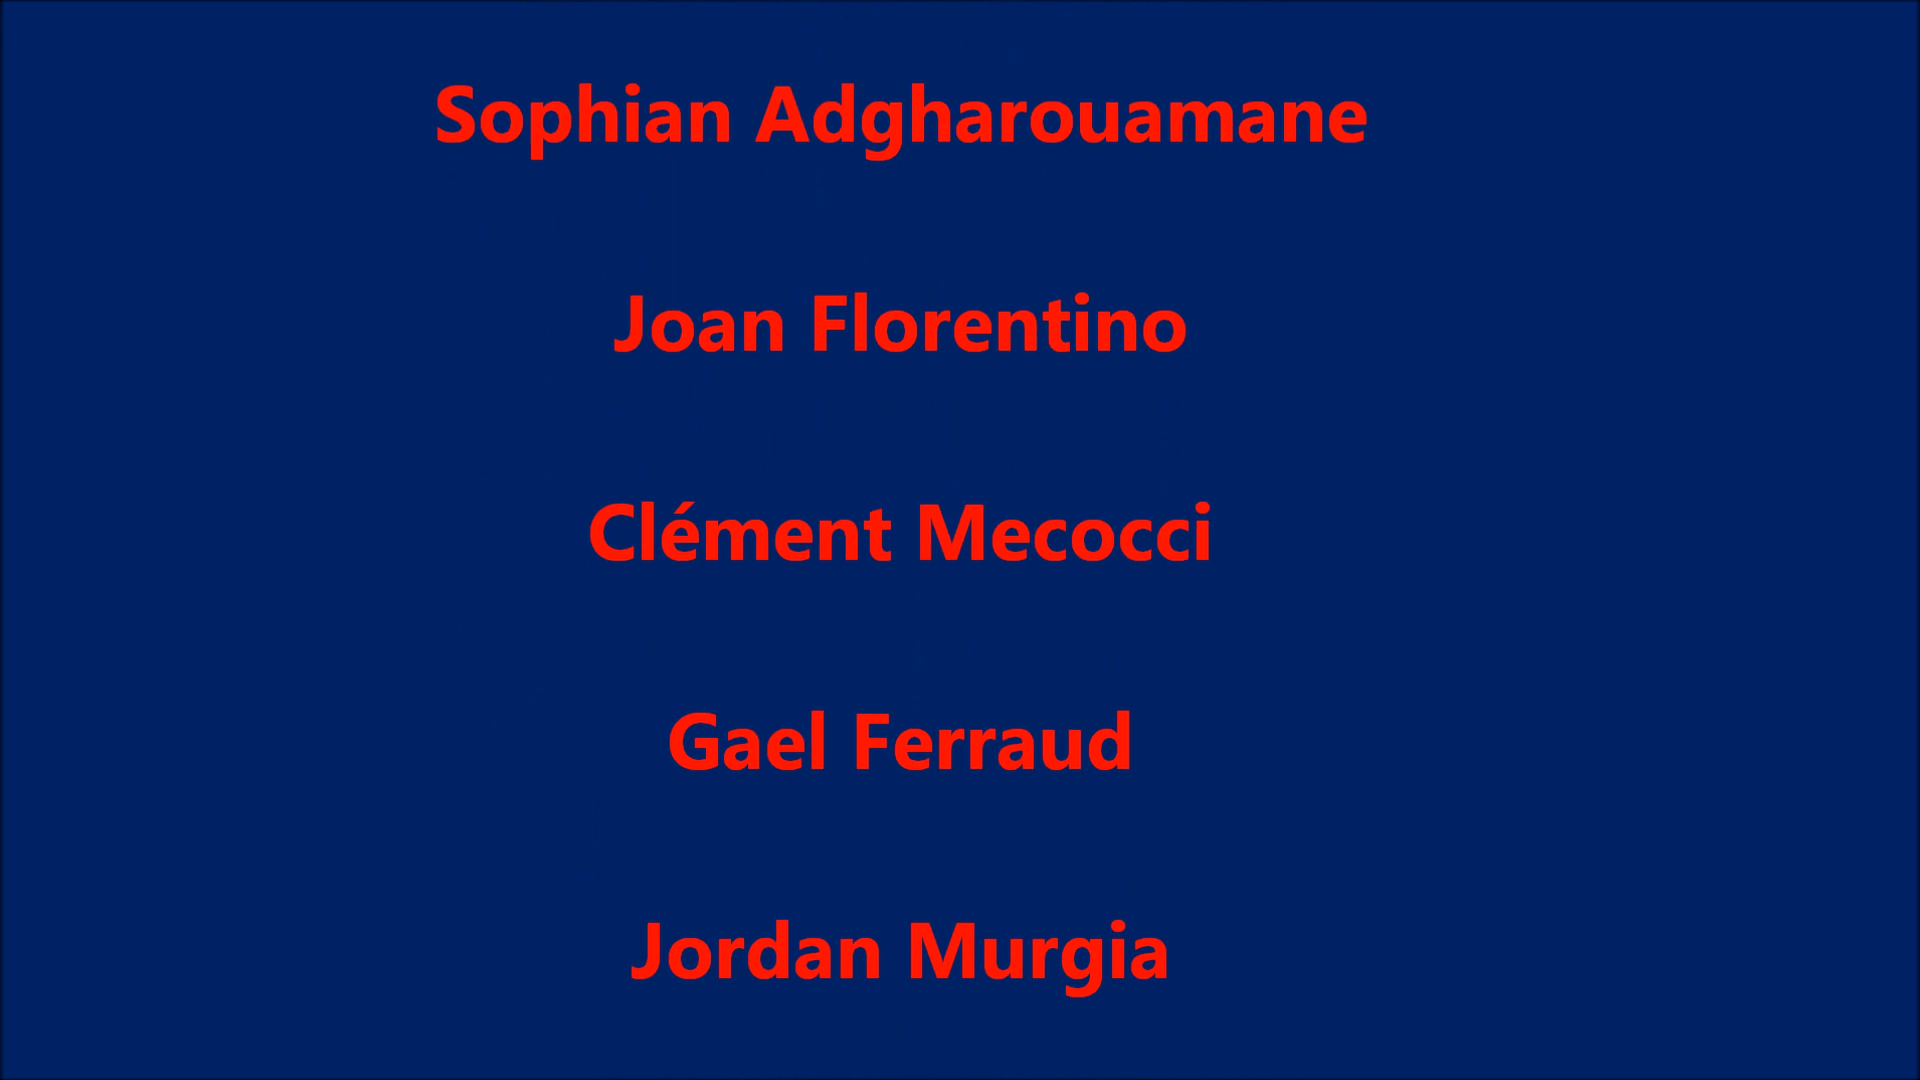 Sophian Adgharouamane
Joan Florentino
Clément Mecocci
Gael Ferraud
Jordan Murgia